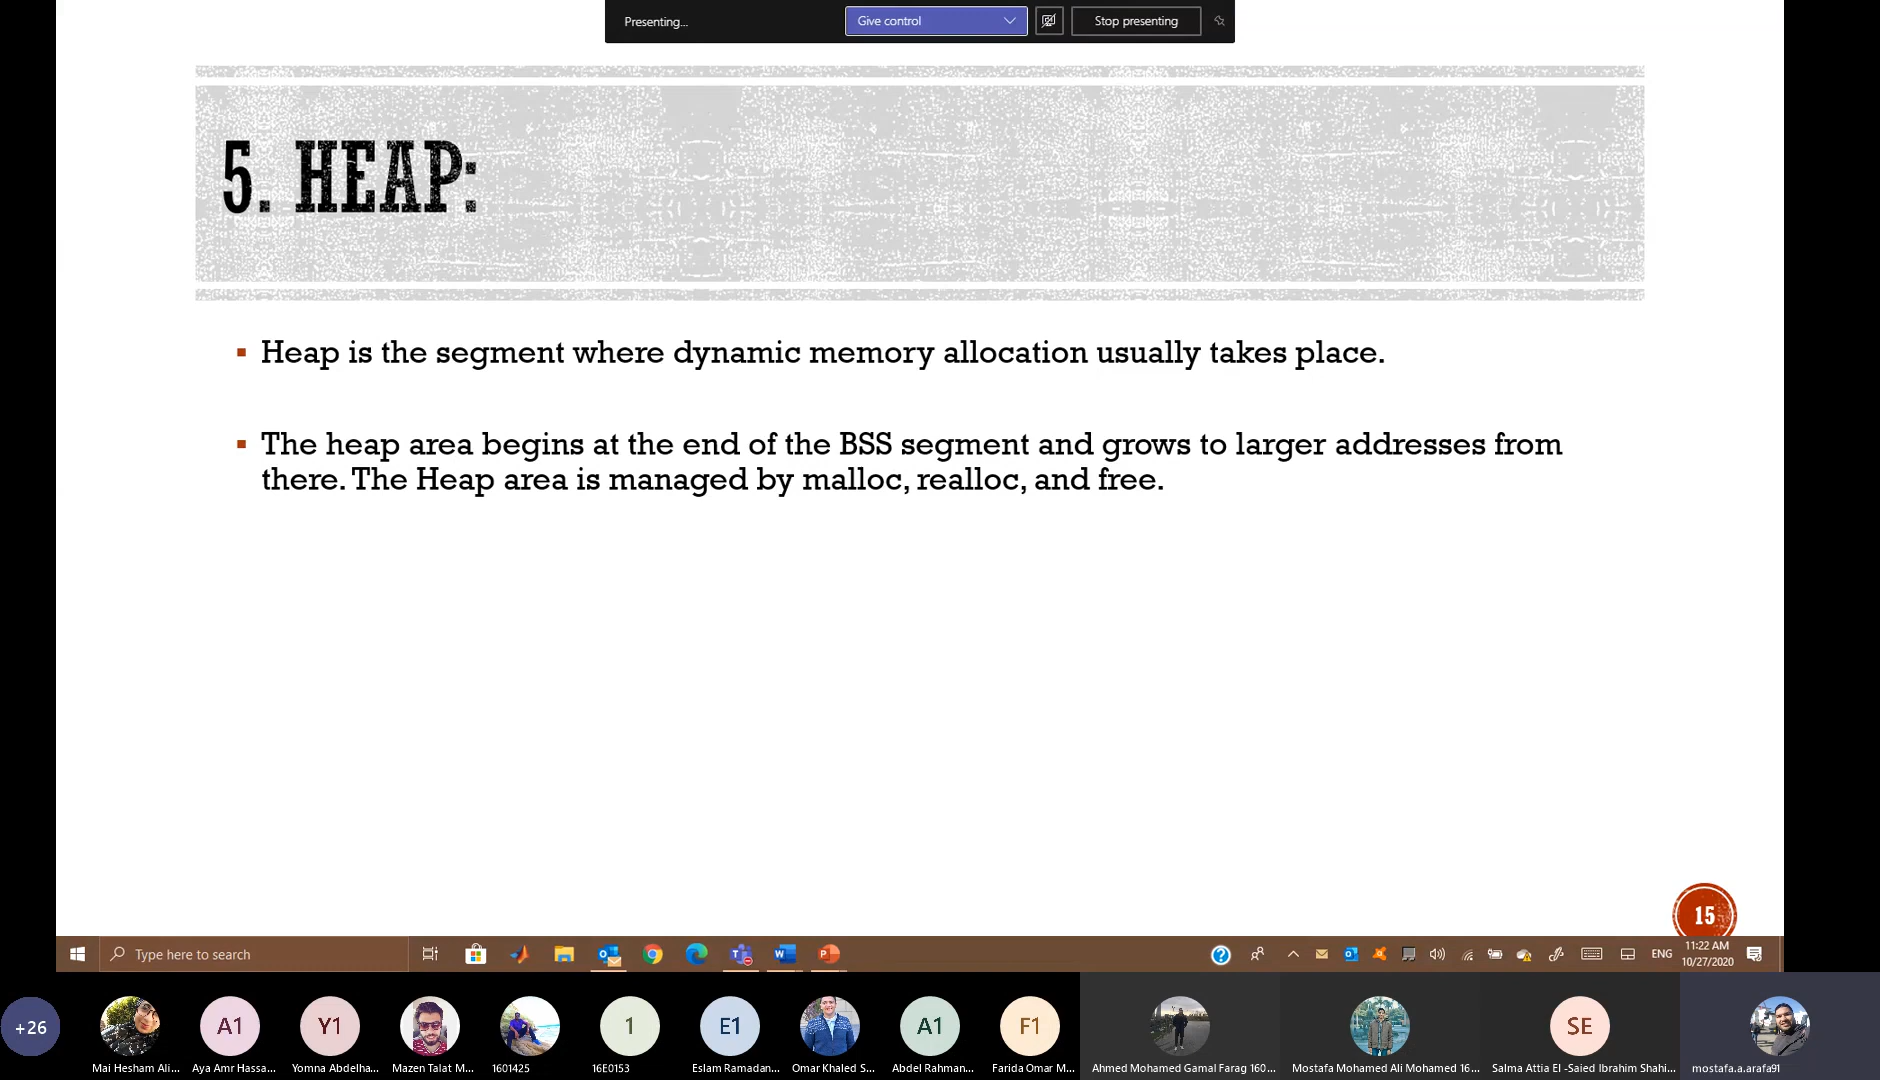 Presenting...
Give control
Stop presenting
5. HEAP:
Heap is the segment where dynamic memory allocation usually takes place.
The heap area begins at the end of the BSS segment and grows to larger addresses from
there. The Heap area is managed by malloc, realloc, and free.
15
Type here to search
ENG
11:22 AM
10/27/2020
+26
A1
Y1
1
E1
A1
F1
SE
Mai Hesham Ali...
Aya Amr Hassa...
Yomna Abdelha...
Mazen Talat M...
1601425
16E0153
Eslam Ramadan...
Omar Khaled S...
Abdel Rahman...
Farida Omar M...
Ahmed Mohamed Gamal Farag 160...
Mostafa Mohamed Ali Mohamed 16...
Salma Attia El -Saied Ibrahim Shahi...
mostafa.a.arafa91